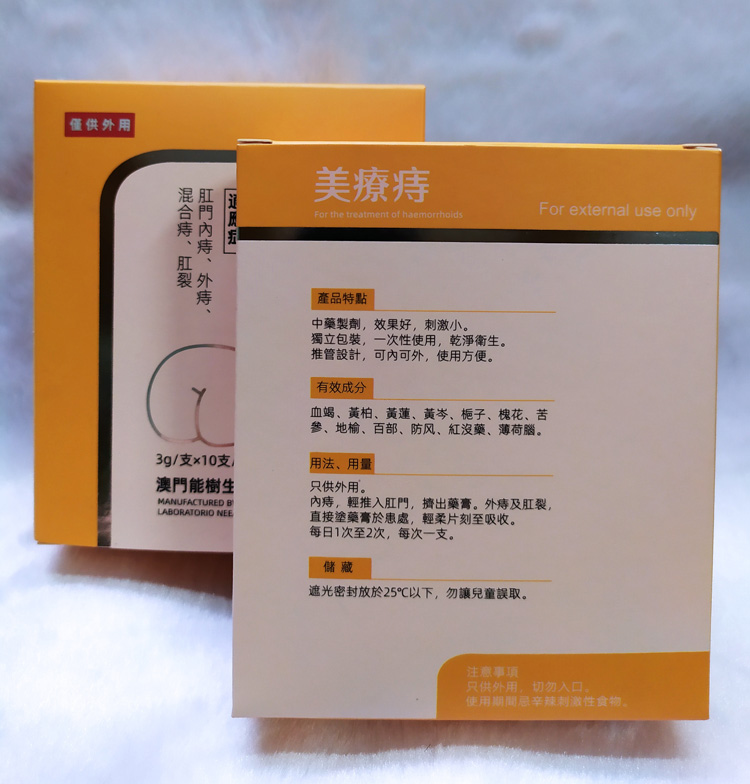 僅供外用
適應症
肛門內痔、外痔、
混合痔、肛裂
3g/支×10支/
澳門能樹生
MANUFACTURED B
LABORATORIO NEE
美療痔
For the treatment of haemorrhoids
For external use only
產品特點
中藥製劑，效果好，刺激小。
獨立包裝，一次性使用，乾淨衛生。
推管設計，可內可外，使用方便。
有效成分
血竭、黃柏、黃蓮、黃岑、梔子、槐花、苦
參、地榆、百部、防风、紅沒藥、薄荷腦。
用法、用量
只供外用。
內痔，輕推入肛門，擠出藥膏。外痔及肛裂，
直接塗藥膏於患處，輕柔片刻至吸收。
每日1次至2次，每次一支。
儲藏
遮光密封放於25℃以下，勿讓兒童誤取。
注意事項
只供外用，切勿入口。
使用期間忌辛辣刺激性食物。